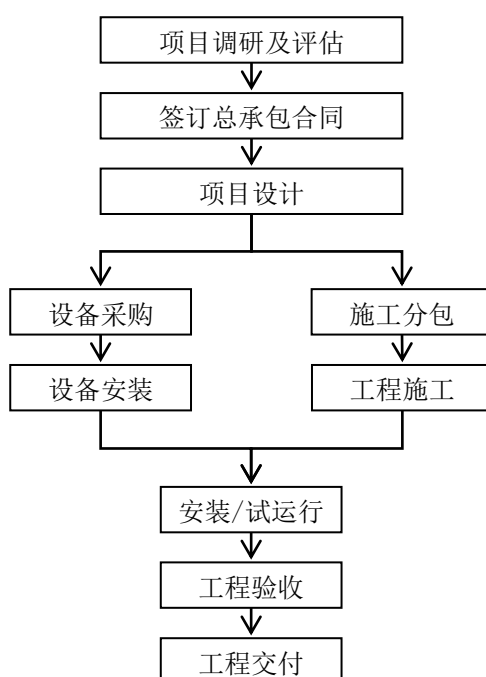 项目调研及评估
签订总承包合同
项目设计
设备采购
施工分包
设备安装
工程施工
安装/试运行
工程验收
工程交付